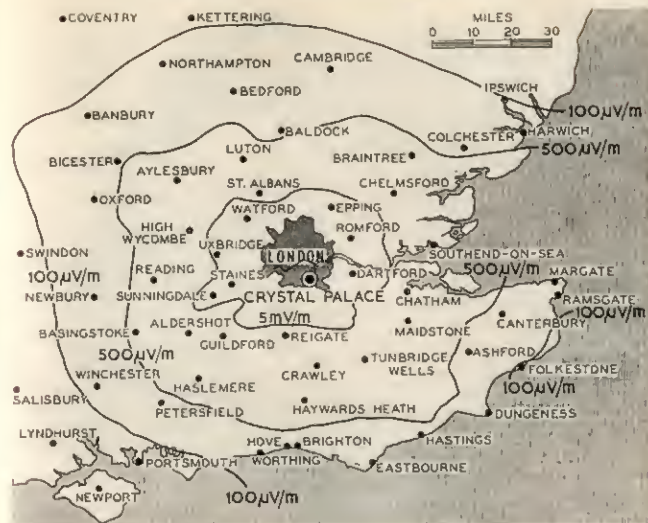 COVENTRY
KETTERING
MILES
0 10 20 30
NORTHAMPTON
CAMBRIDGE
BEDFORD
IPSWICH
100µV/m
BANBURY
BALDOCK
HARWICH
COLCHESTER
500µV/m
LUTON
BRAINTREE
BICESTER
AYLESBURY
ST. ALBANS
CHELMSFORD
OXFORD
WATFORD
EPPING
HIGH
WYCOMBE
ROMFORD
UXBRIDGE
LONDON
SOUTHEND-ON-SEA
SWINDON
100µV/m
READING
STAINES
DARTFORD
500µV/m
MARGATE
NEWBURY
SUNNINGDALE
CRYSTAL PALACE
CHATHAM
RAMSGATE
5mV/m
CANTERBURY
100µV/m
BASINGSTOKE
ALDERSHOT
MAIDSTONE
500µV/m
GUILDFORD
REIGATE
ASHFORD
WINCHESTER
CRAWLEY
TUNBRIDGE
WELLS
FOLKESTONE
100µV/m
SALISBURY
HASLEMERE
PETERSFIELD
HAYWARDS HEATH
DUNGENESS
LYNDHURST
HOVE
BRIGHTON
HASTINGS
PORTSMOUTH
WORTHING
EASTBOURNE
NEWPORT
100µV/m